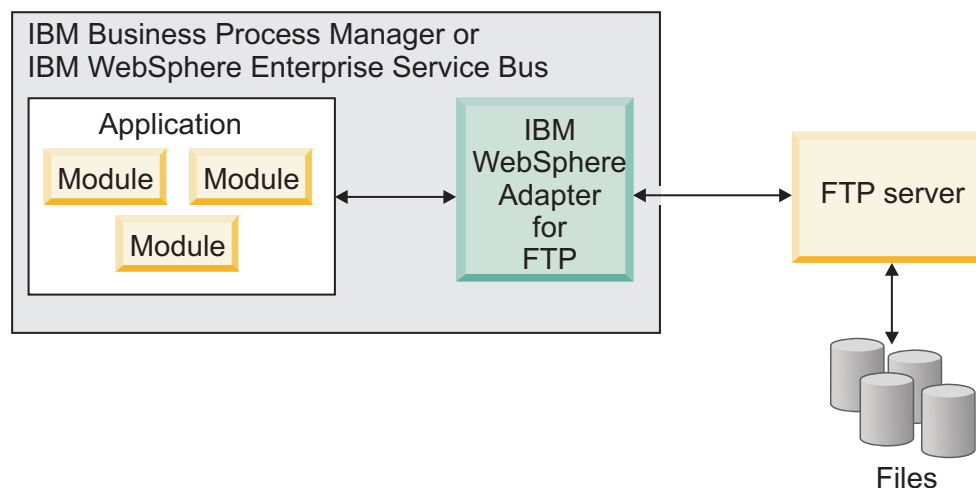 IBM Business Process Manager or
IBM WebSphere Enterprise Service Bus
Application
Module
Module
Module
IBM
WebSphere
Adapter
for
FTP
FTP server
Files